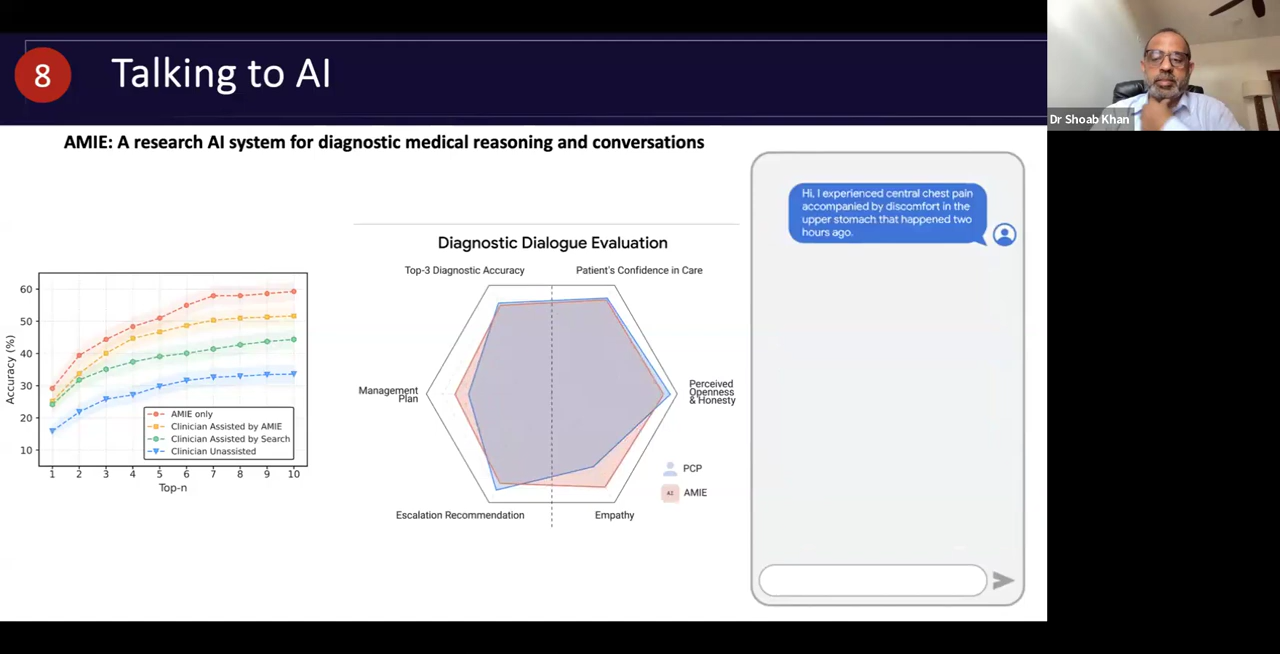 8
Talking to AI
Dr Shoab Khan
AMIE: A research AI system for diagnostic medical reasoning and conversations
Accuracy (%)
60
50
40
30
20
10
1 2 3 4 5 6 7 8 9 10
Top-n
AMIE only
Clinician Assisted by AMIE
Clinician Assisted by Search
Clinician Unassisted
Diagnostic Dialogue Evaluation
Top-3 Diagnostic Accuracy
Patient's Confidence in Care
Management
Plan
Perceived
Openness
& Honesty
Escalation Recommendation
Empathy
PCP
AMIE
Hi, I experienced central chest pain
accompanied by discomfort in the
upper stomach that happened two
hours ago.